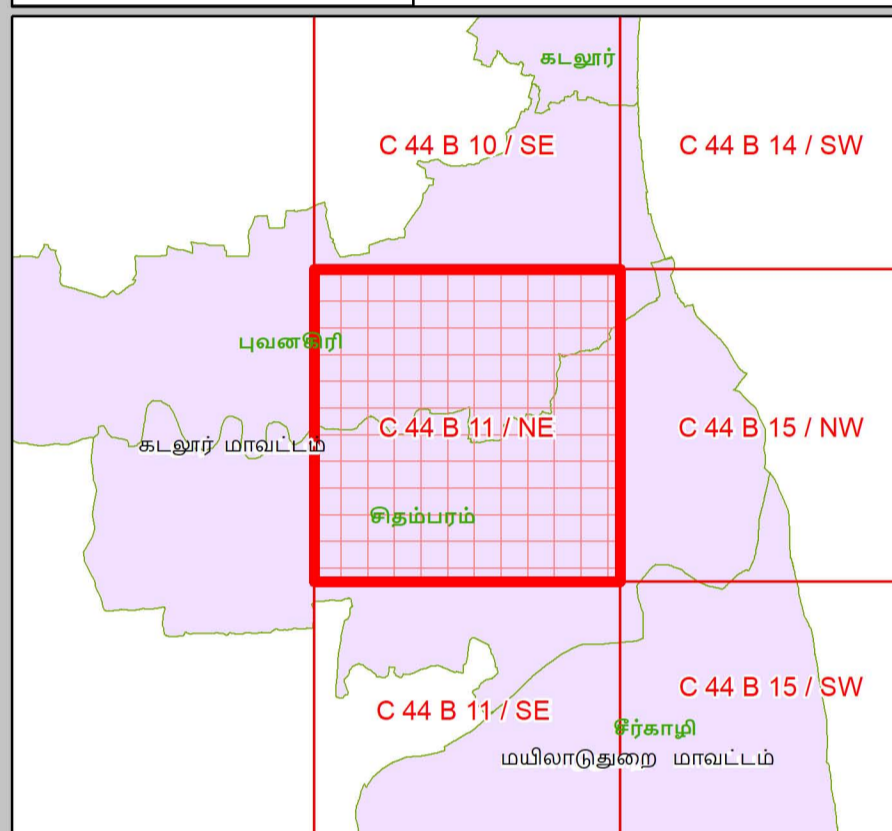 கடலூர்
C 44 B 10 / SE
C 44 B 14 / SW
புவனகிரி
C 44 B 11 / NE
C 44 B 15 / NW
கடலூர் மாவட்டம்
சிதம்பரம்
C 44 B 15 / SW
C 44 B 11 / SE
சீர்காழி
மயிலாடுதுறை மாவட்டம்